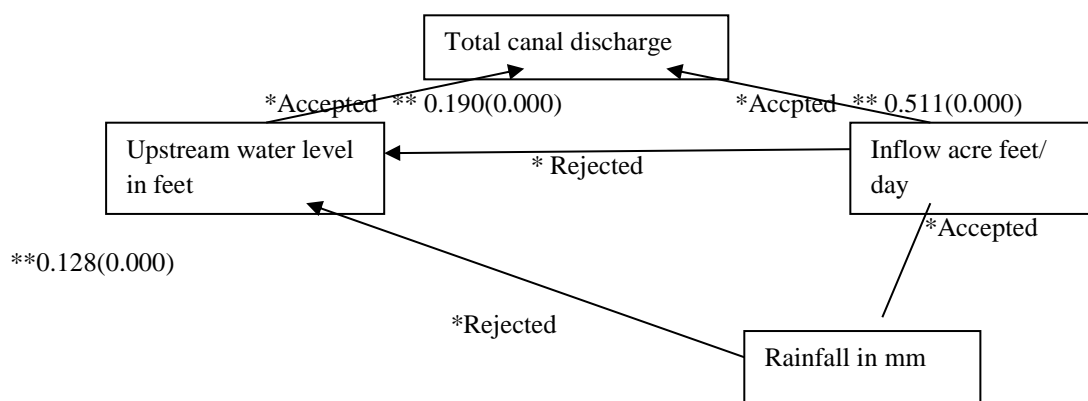 Total canal discharge
*Accepted ** 0.190(0.000)
*Accpted ** 0.511(0.000)
Upstream water level
in feet
* Rejected
Inflow acre feet/
day
*Accepted
**0.128(0.000)
*Rejected
Rainfall in mm